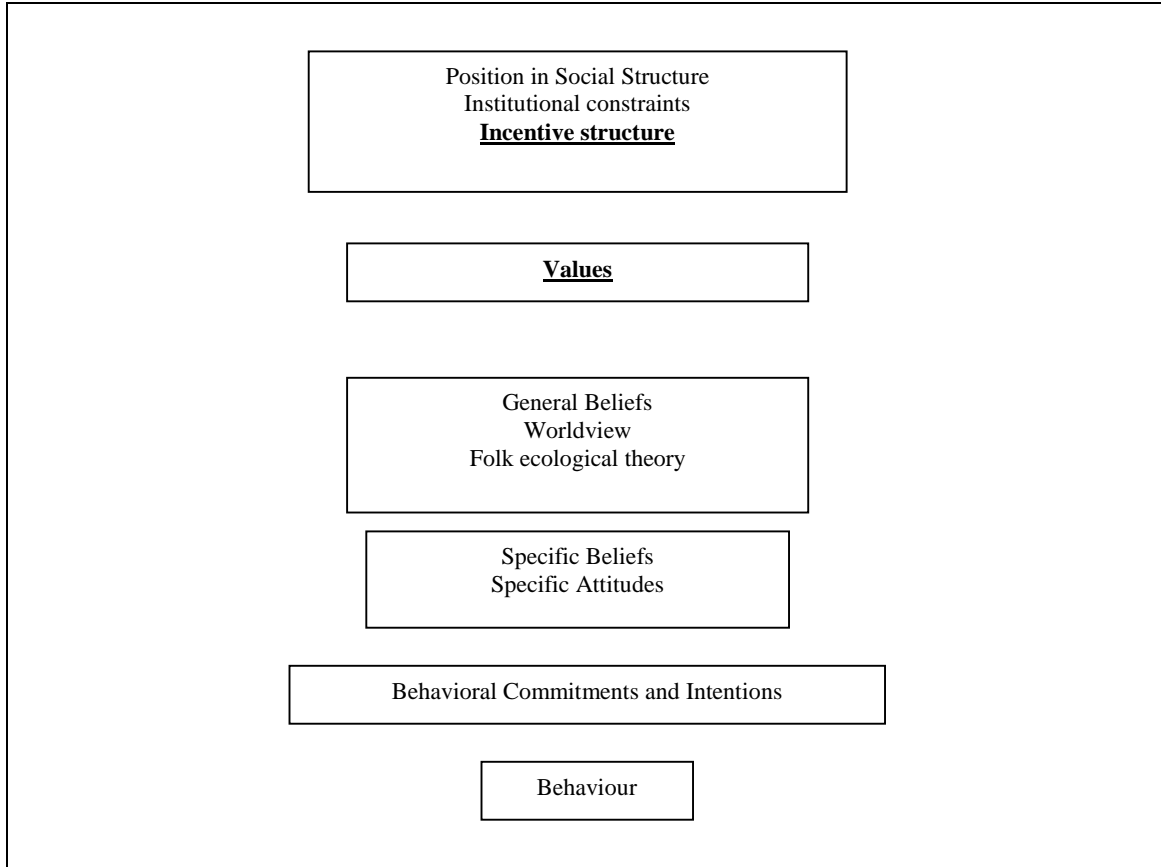 Position in Social Structure
Institutional constraints
Incentive structure
Values
General Beliefs
Worldview
Folk ecological theory
Specific Beliefs
Specific Attitudes
Behavioral Commitments and Intentions
Behaviour